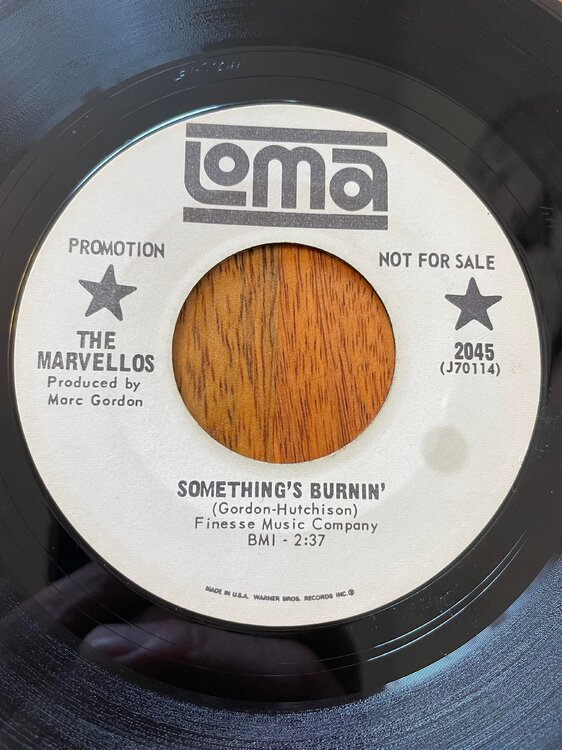 Loma
PROMOTION
NOT FOR SALE
THE
MARVELLOS
Produced by
Marc Gordon
2045
(J70114)
SOMETHING'S BURNIN'
(Gordon-Hutchison)
Finesse Music Company
BMI - 2:37
MADE IN U.S.A. WARNER BROS. RECORDS INC. ℗